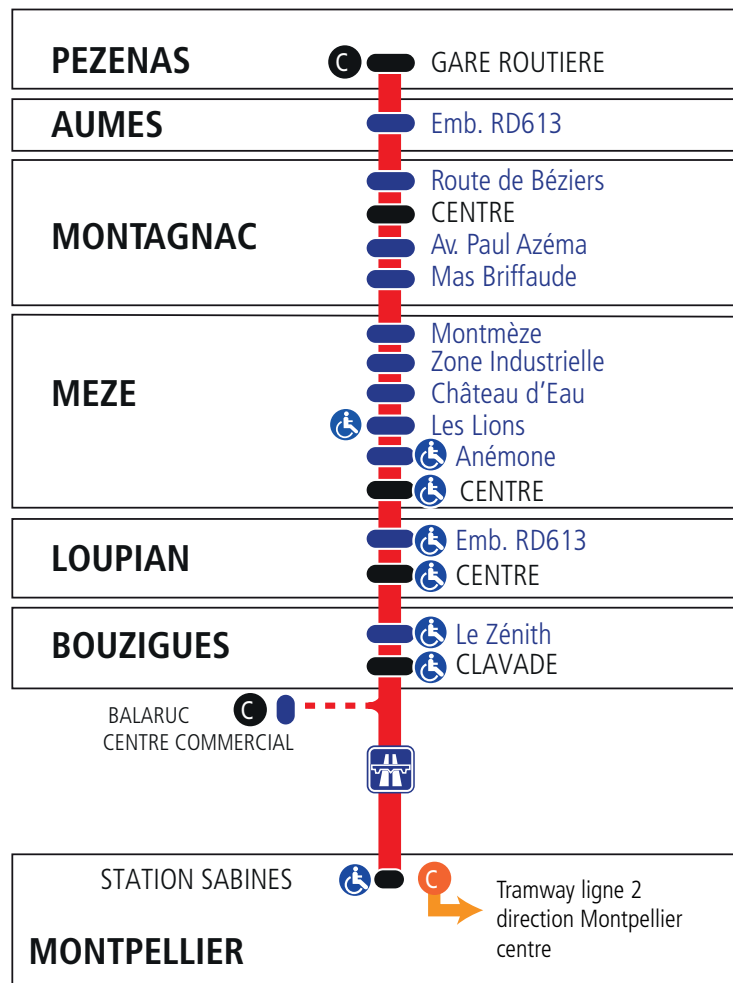 PEZENAS C GARE ROUTIERE
AUMES Emb. RD613
Route de Béziers
CENTRE
MONTAGNAC Av. Paul Azéma
Mas Briffaude
Montmèze
Zone Industrielle
MEZE Château d'Eau
Les Lions
Anémone
CENTRE
Emb. RD613
LOUPIAN CENTRE
Le Zénith
BOUZIGUES CLAVADE
BALARUC C
CENTRE COMMERCIAL
STATION SABINES C
Tramway ligne 2
direction Montpellier
centre
MONTPELLIER